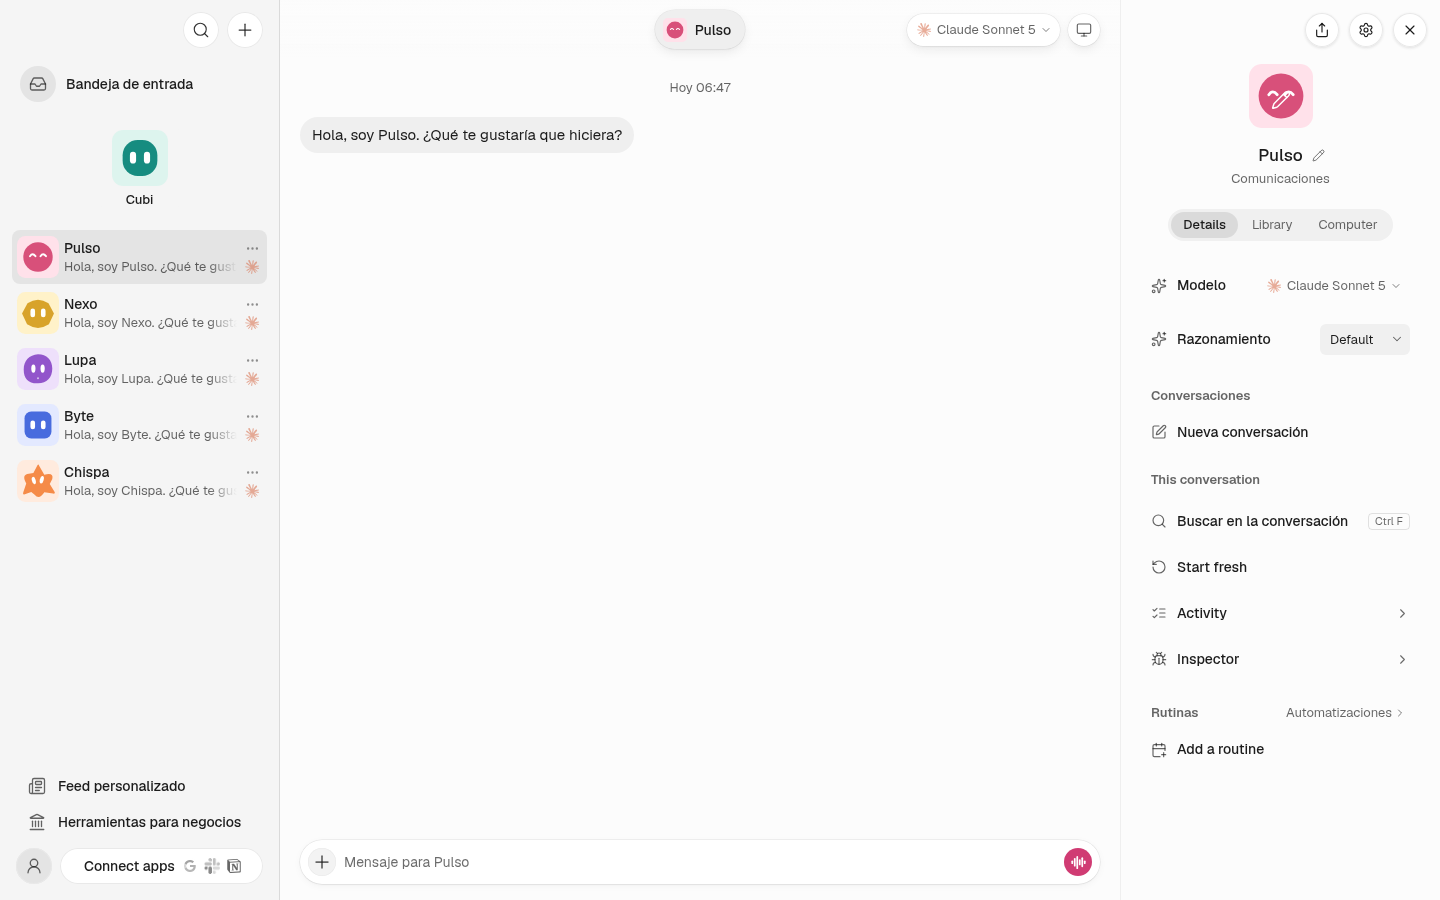 Bandeja de entrada
Cubi
Pulso
Hola, soy Pulso. ¿Qué te gust
Nexo
Hola, soy Nexo. ¿Qué te gust
Lupa
Hola, soy Lupa. ¿Qué te gust
Byte
Hola, soy Byte. ¿Qué te gusta
Chispa
Hola, soy Chispa. ¿Qué te gu
Feed personalizado
Herramientas para negocios
Connect apps
Pulso
Claude Sonnet 5
Hoy 06:47
Hola, soy Pulso. ¿Qué te gustaría que hiciera?
Mensaje para Pulso
Pulso
Comunicaciones
Details Library Computer
Modelo Claude Sonnet 5
Razonamiento Default
Conversaciones
Nueva conversación
This conversation
Buscar en la conversación Ctrl F
Start fresh
Activity
Inspector
Rutinas Automatizaciones
Add a routine